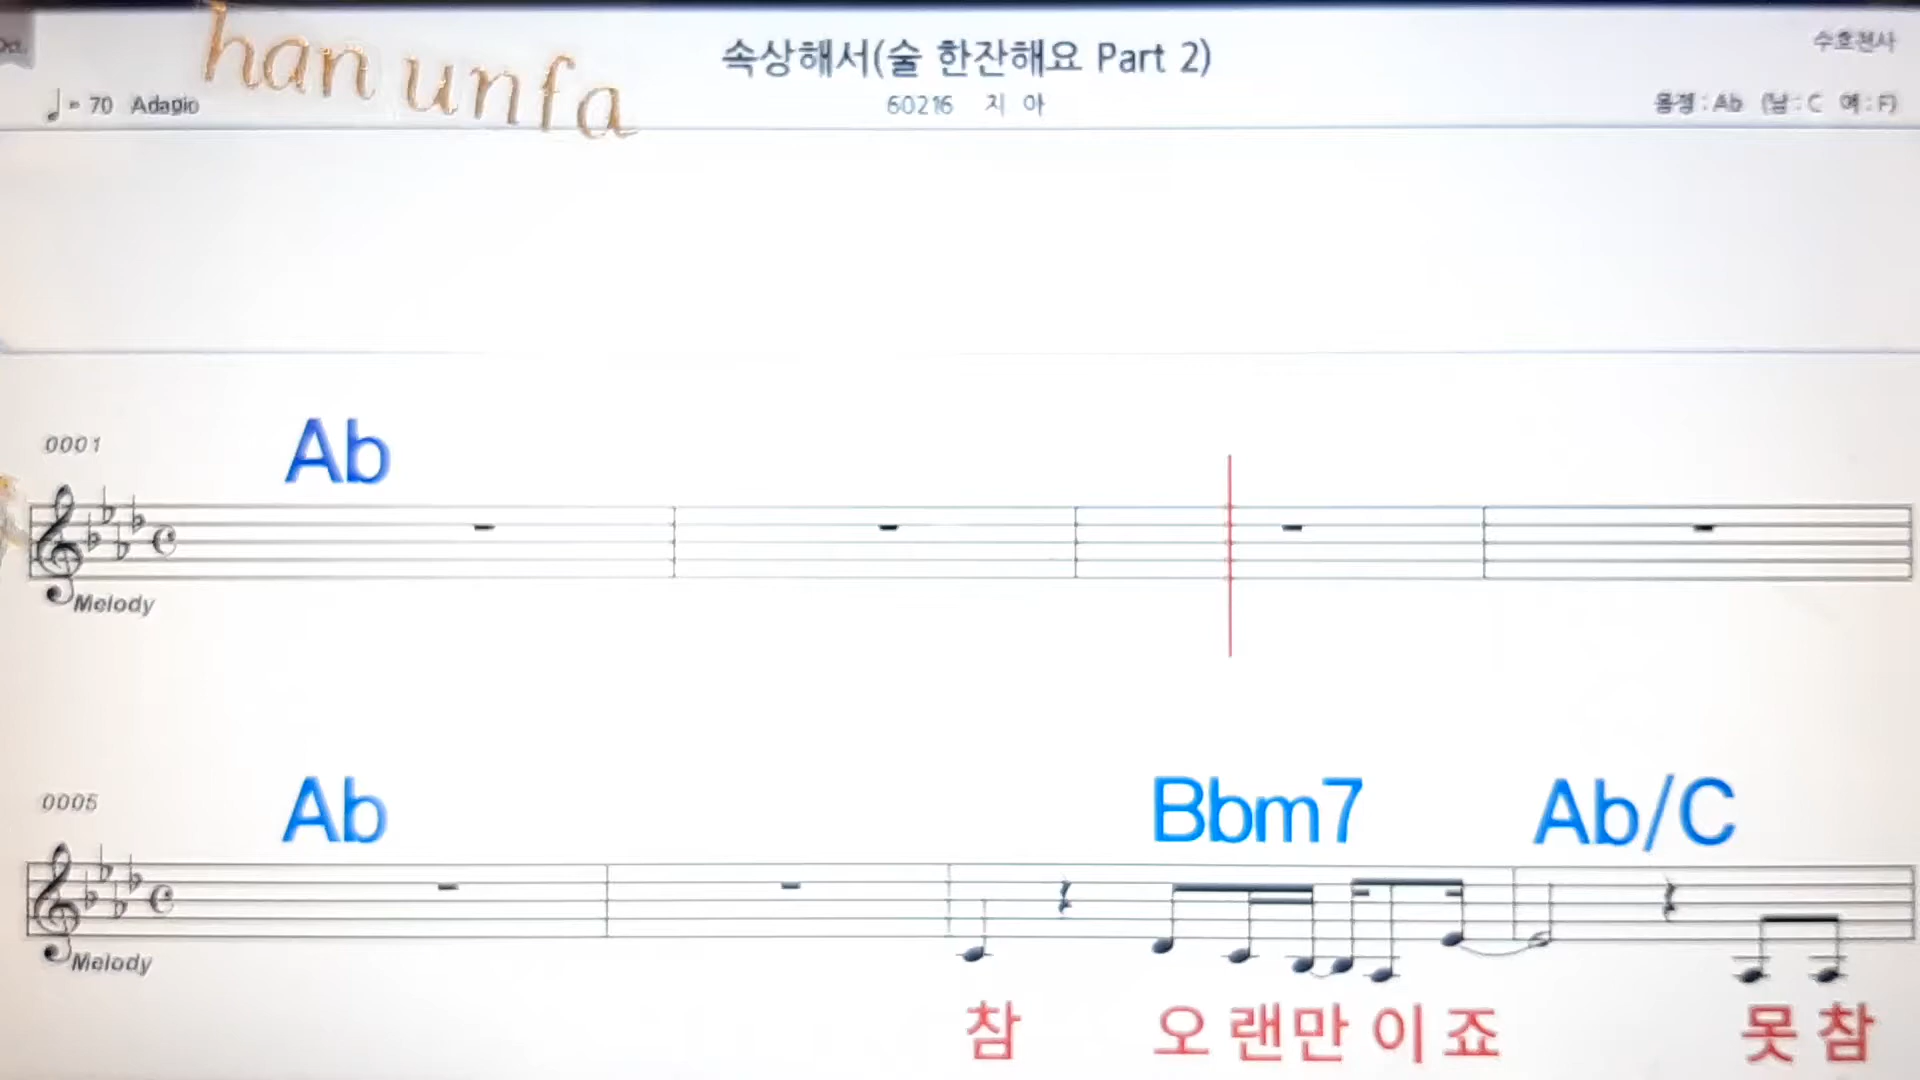 han unfa
속상해서(술 한잔해요 Part 2)
수호천사
= 70 Adagio
60216 지 아
음정 : Ab (남 : C 여 : F)
0001
Ab
Melody
0005
Ab Bbm7 Ab/C
Melody
참 오 랜 만 이 죠 못 참